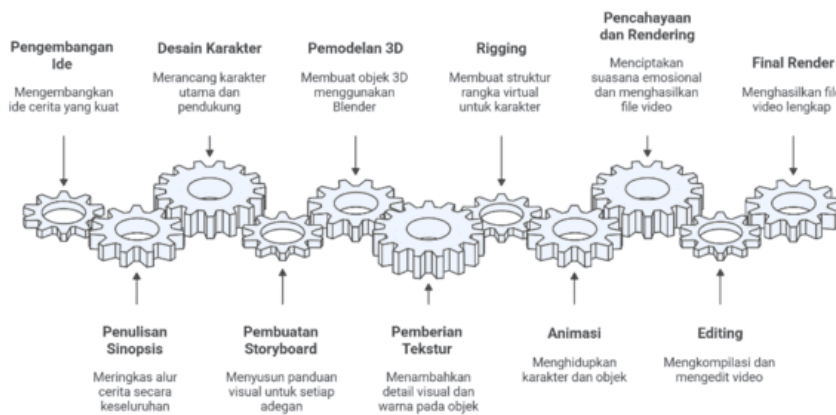 Pengembangan
Ide
Mengembangkan
ide cerita yang kuat
Penulisan
Sinopsis
Meringkas alur
cerita secara
keseluruhan
Desain Karakter
Merancang karakter
utama dan
pendukung
Pembuatan
Storyboard
Menyusun panduan
visual untuk setiap
adegan
Pemodelan 3D
Membuat objek 3D
menggunakan
Blender
Pemberian
Tekstur
Menambahkan
detail visual dan
warna pada objek
Rigging
Membuat struktur
rangka virtual
untuk karakter
Animasi
Menghidupkan
karakter dan objek
Pencahayaan
dan Rendering
Menciptakan
suasana emosional
dan menghasilkan
file video
Editing
Mengkompilasi dan
mengedit video
Final Render
Menghasilkan file
video lengkap